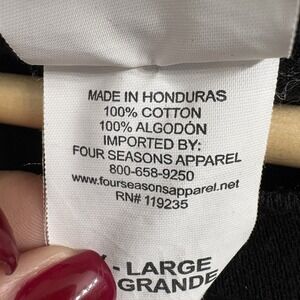 MADE IN HONDURAS
100% COTTON
100% ALGODÓN
IMPORTED BY:
FOUR SEASONS APPAREL
800-658-9250
www.fourseasonsapparel.net
RN# 119235
- LARGE
GRANDE